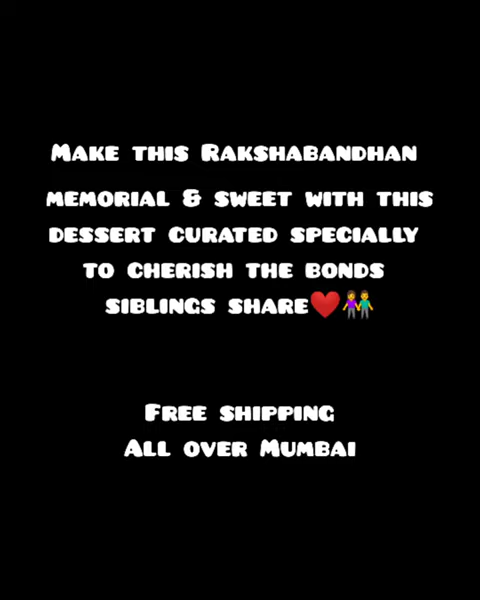 Make this Rakshabandhan
memorial & sweet with this
dessert curated specially
to cherish the bonds
siblings share❤️👫
Free shipping
All over Mumbai